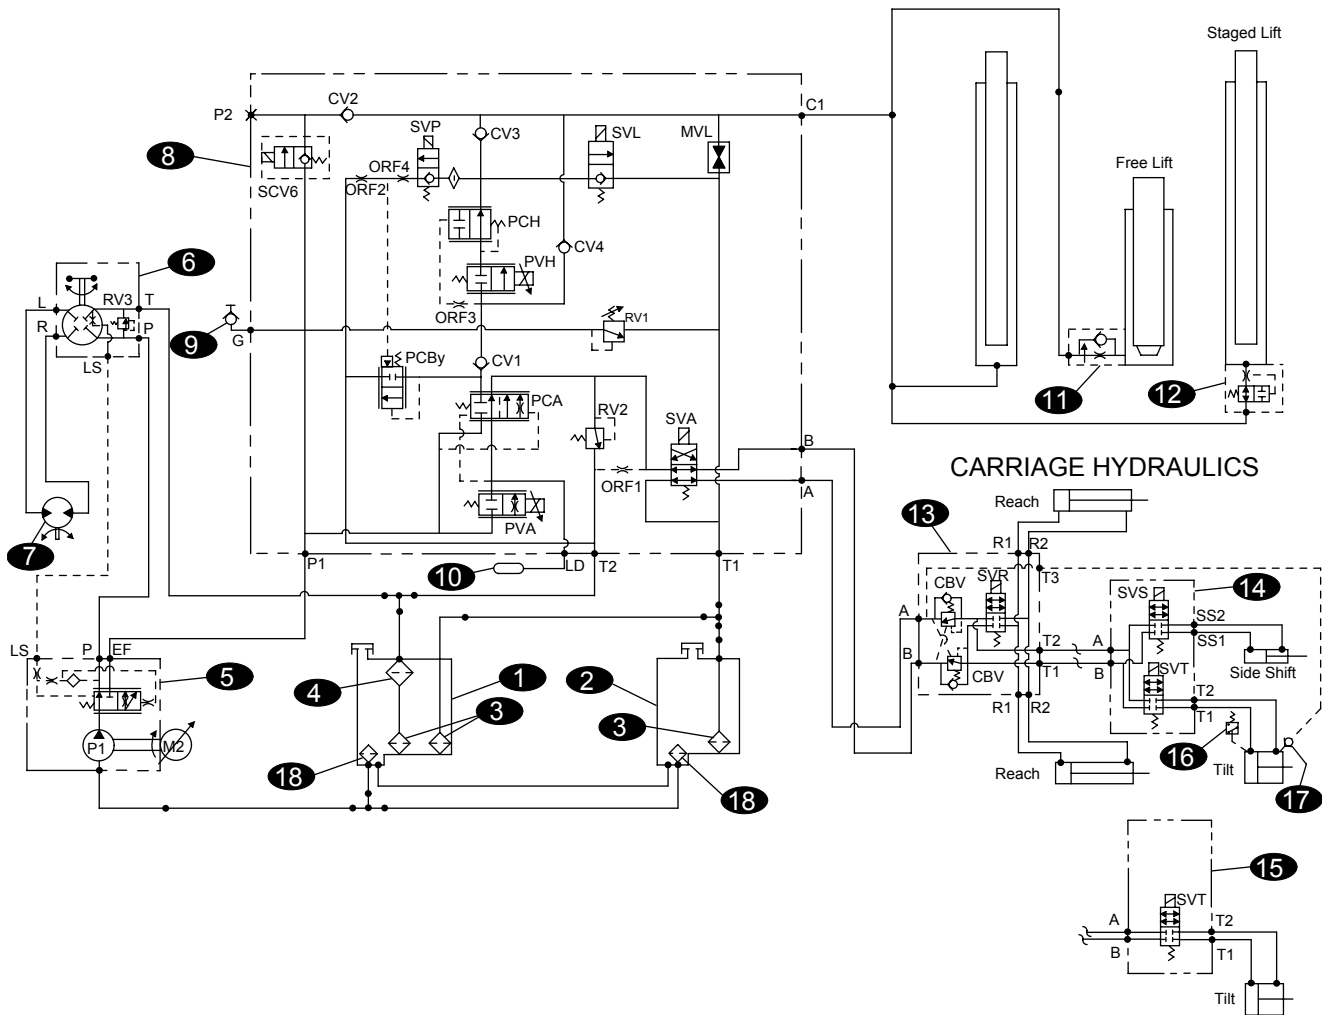 Staged Lift
CV2
P2
C1
SVP
CV3
SVL
MVL
8
ORF4
ORF2
SCV6
Free Lift
PCH
CV4
PVH
6
L
RV3
T
R
P
ORF3
RV1
9
G
LS
PCBy
CV1
11
12
PCA
RV2
SVA
B
ORF1
A
CARRIAGE HYDRAULICS
Reach
13
7
PVA
R1
R2
P1
10
LD
T2
T1
T3
CBV
SVR
14
SVS
A
SS2
SS1
LS
P
EF
T2
A
B
T1
B
Side Shift
5
4
1
2
CBV
SVT
T2
T1
3
3
R1
R2
P1
M2
16
18
18
Reach
Tilt
17
15
SVT
A
T2
B
T1
Tilt